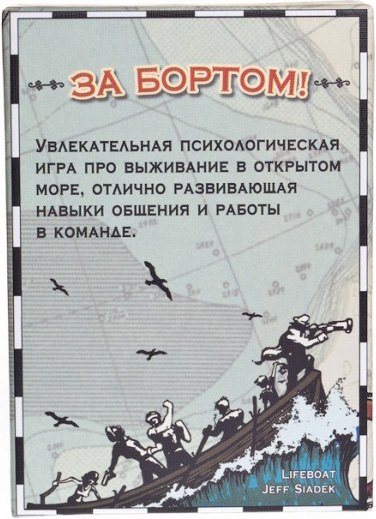 ЗА БОРТОМ!
УВЛЕКАТЕЛЬНАЯ ПСИХОЛОГИЧЕСКАЯ
ИГРА ПРО ВЫЖИВАНИЕ В ОТКРЫТОМ
МОРЕ, ОТЛИЧНО РАЗВИВАЮЩАЯ
НАВЫКИ ОБЩЕНИЯ И РАБОТЫ
В КОМАНДЕ.
LIFEBOAT
JEFF SIADEK